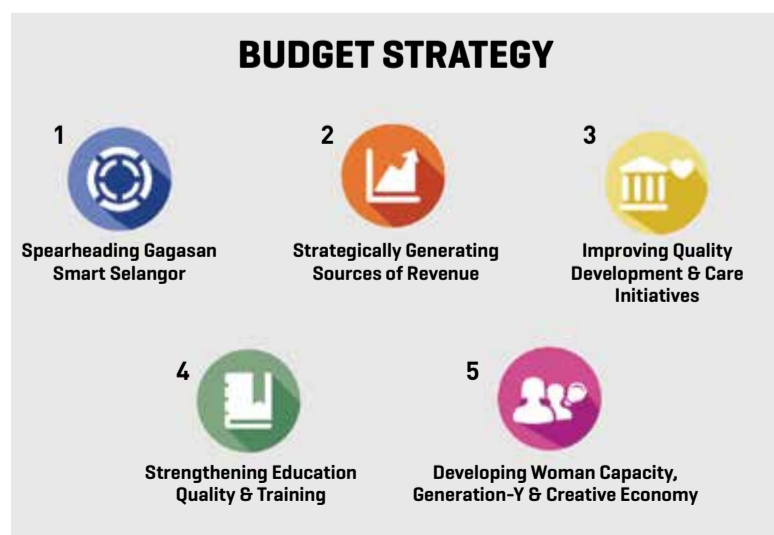 BUDGET STRATEGY
1
Spearheading Gagasan
Smart Selangor
2
Strategically Generating
Sources of Revenue
3
Improving Quality
Development & Care
Initiatives
4
Strengthening Education
Quality & Training
5
Developing Woman Capacity,
Generation-Y & Creative Economy